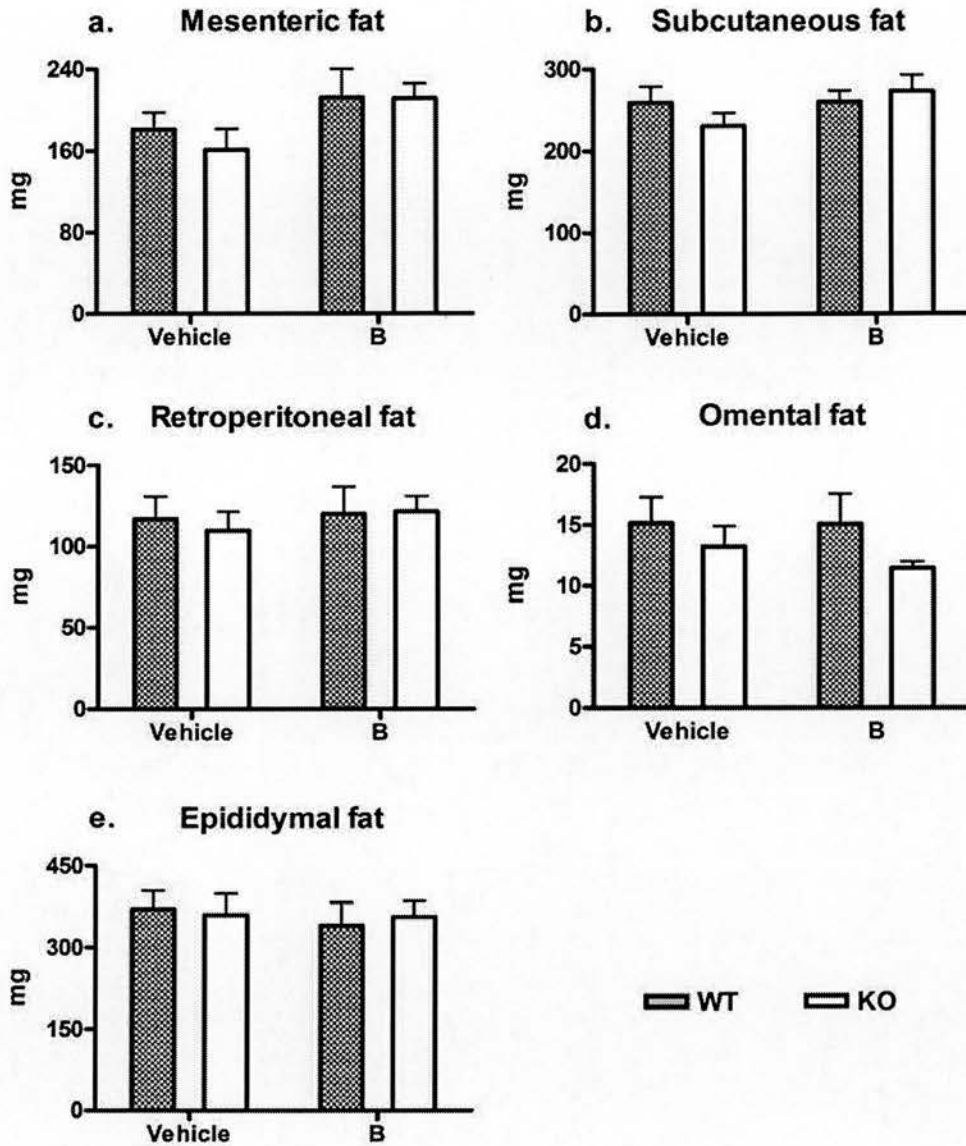 a. Mesenteric fat
240
160
80
0
mg
Vehicle B
b. Subcutaneous fat
300
200
100
0
mg
Vehicle B
c. Retroperitoneal fat
150
100
50
0
mg
Vehicle B
d. Omental fat
20
15
10
5
0
mg
Vehicle B
e. Epididymal fat
450
300
150
0
mg
Vehicle B
WT KO